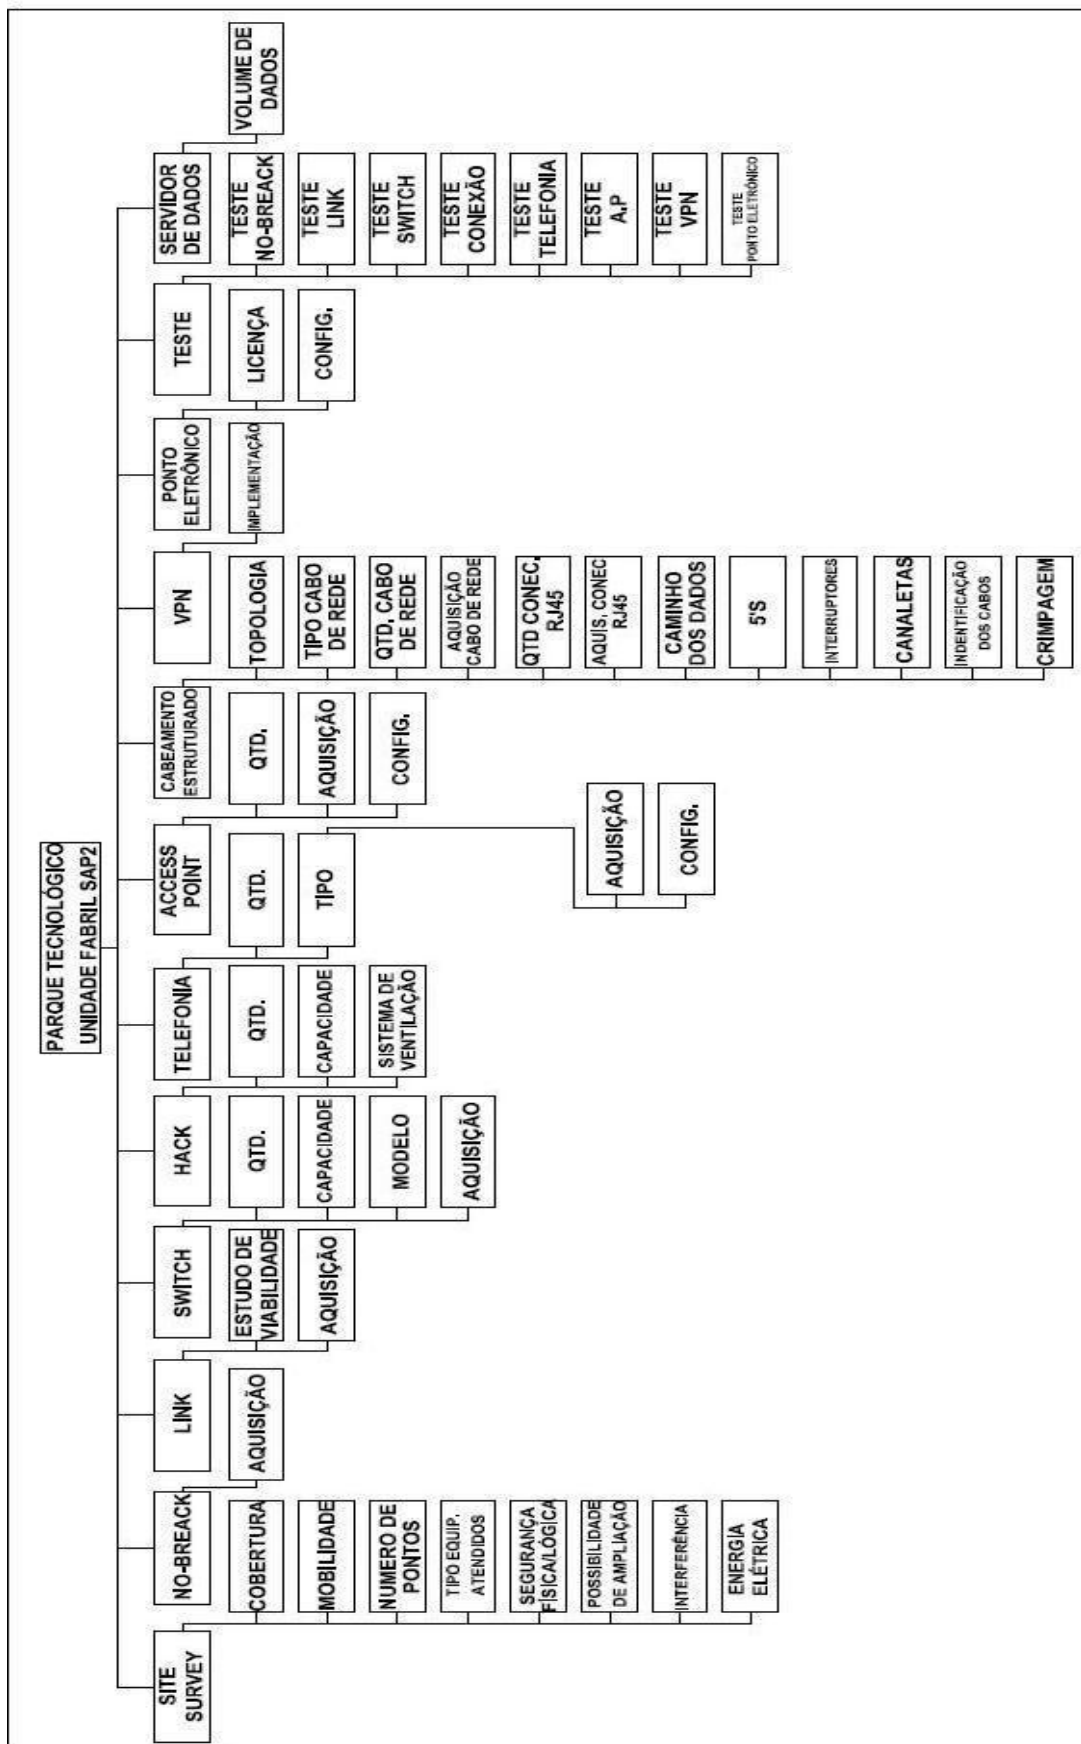 PARQUE TECNOLÓGICO
UNIDADE FABRIL SAP2
SITE
SURVEY
COBERTURA
MOBILIDADE
NUMERO DE
PONTOS
TIPO EQUIP.
ATENDIDOS
SEGURANÇA
FÍSICA/LÓGICA
POSSIBILIDADE
DE AMPLIAÇÃO
INTERFERÊNCIA
ENERGIA
ELÉTRICA
NO-BREACK
AQUISIÇÃO
LINK
ESTUDO DE
VIABILIDADE
AQUISIÇÃO
SWITCH
QTD.
CAPACIDADE
MODELO
AQUISIÇÃO
HACK
QTD.
CAPACIDADE
SISTEMA DE
VENTILAÇÃO
TELEFONIA
QTD.
TIPO
AQUISIÇÃO
CONFIG.
ACCESS
POINT
QTD.
AQUISIÇÃO
CONFIG.
CABEAMENTO
ESTRUTURADO
TOPOLOGIA
TIPO CABO
DE REDE
QTD. CABO
DE REDE
AQUISIÇÃO
CABO DE REDE
QTD CONEC.
RJ45
AQUIS. CONEC
RJ45
CAMINHO
DOS DADOS
5'S
INTERRUPTORES
CANALETAS
INDENTIFICAÇÃO
DOS CABOS
CRIMPAGEM
VPN
IMPLEMENTAÇÃO
PONTO
ELETRÔNICO
LICENÇA
CONFIG.
TESTE
TESTE
NO-BREACK
TESTE
LINK
TESTE
SWITCH
TESTE
CONEXÃO
TESTE
TELEFONIA
TESTE
A.P
TESTE
VPN
TESTE
PONTO ELETRÔNICO
SERVIDOR
DE DADOS
VOLUME DE
DADOS